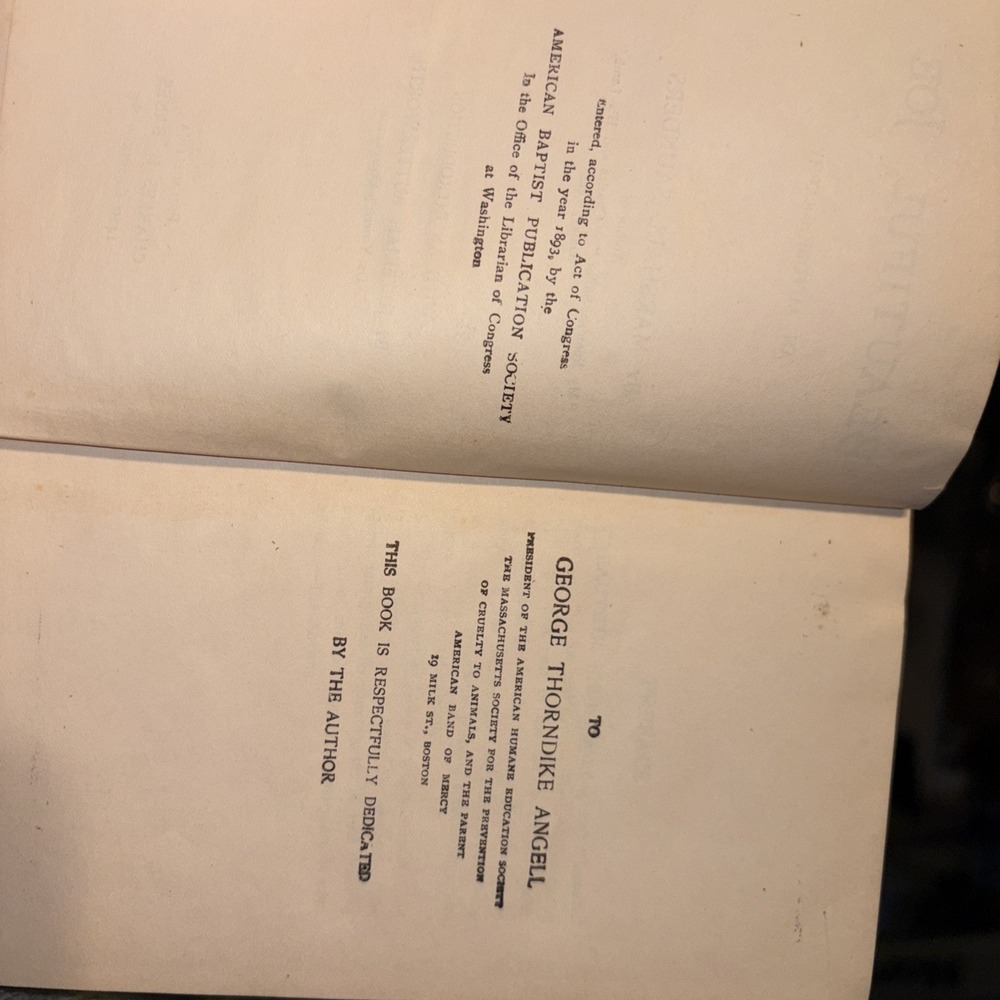 Entered, according to Act of Congress
in the year 1893, by the
AMERICAN BAPTIST PUBLICATION SOCIETY
In the Office of the Librarian of Congress
at Washington
TO
GEORGE THORNDIKE ANGELL
PRESIDENT OF THE AMERICAN HUMANE EDUCATION SOCIETY
THE MASSACHUSETTS SOCIETY FOR THE PREVENTION
OF CRUELTY TO ANIMALS, AND THE PARENT
AMERICAN BAND OF MERCY
19 MILK ST., BOSTON
THIS BOOK IS RESPECTFULLY DEDICATED
BY THE AUTHOR